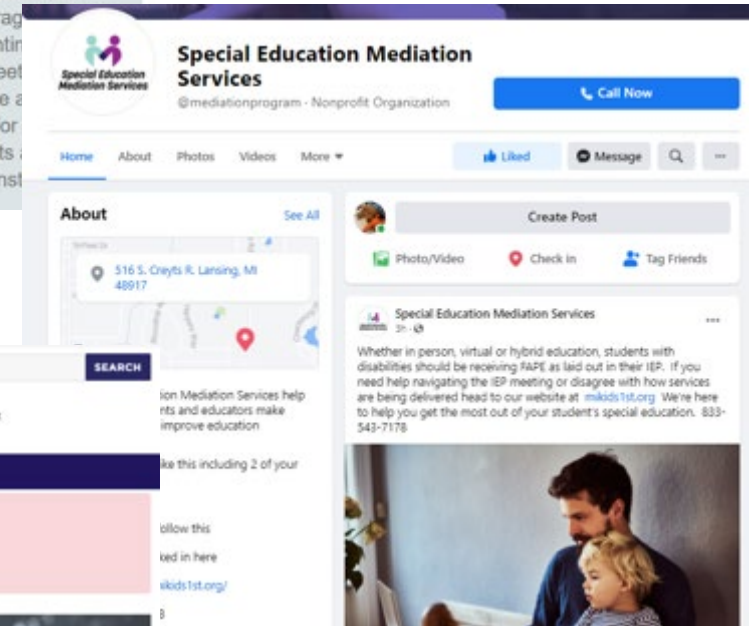 Special Education
Mediation Services
Special Education Mediation
Services
@mediationprogram · Nonprofit Organization
Call Now
Home About Photos Videos More
Liked Message
About See All
516 S. Creyts R. Lansing, MI
48917
Create Post
Photo/Video Check in Tag Friends
Special Education Mediation Services
3h
Whether in person, virtual or hybrid education, students with
disabilities should be receiving FAPE as laid out in their IEP. If you
need help navigating the IEP meeting or disagree with how services
are being delivered head to our website at mikids1st.org We're here
to help you get the most out of your student's special education. 833-
543-7178
SEARCH
ion Mediation Services help
nts and educators make
improve education
ke this including 2 of your
ollow this
ked in here
ikids1st.org/